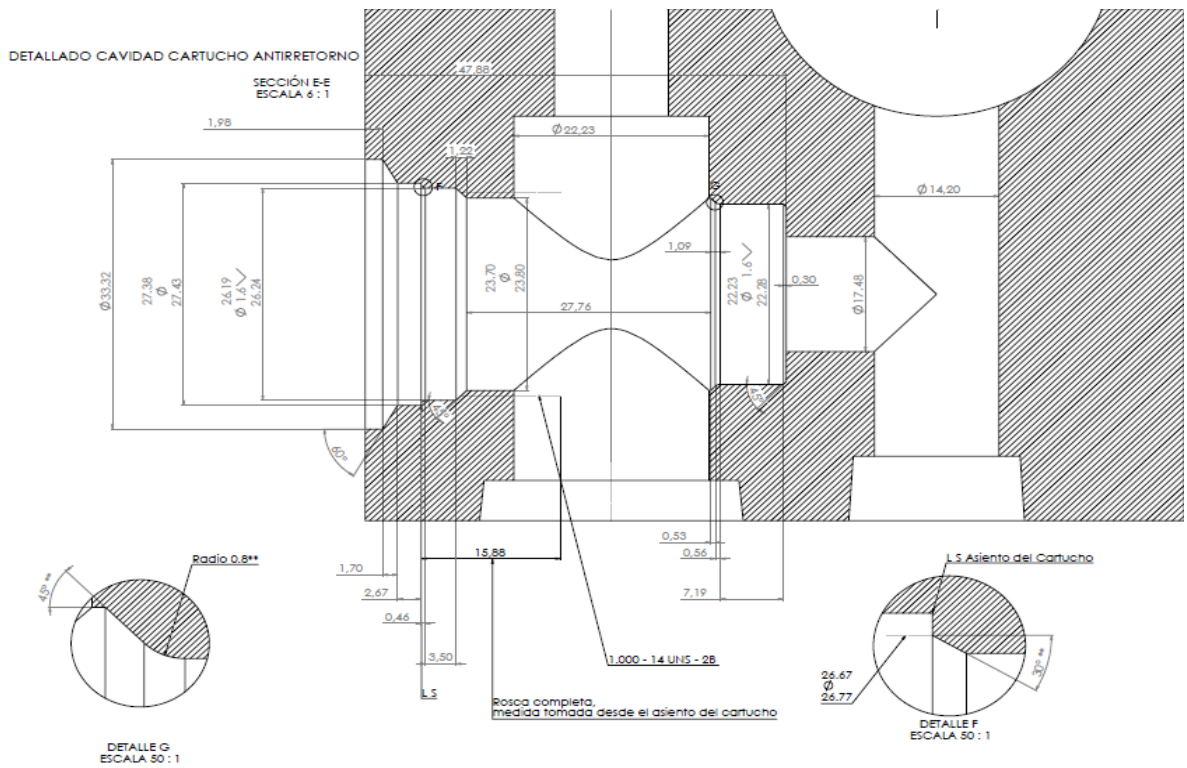 DETALLADO CAVIDAD CARTUCHO ANTIRRETORNO
SECCIÓN E-E
ESCALA 6 : 1
47,88
1,98
Ø22,23
1,22
F
G
Ø14,20
Ø33,32
27.38
Ø
27.43
26.19
Ø 1.6
26.24
23.70
Ø
23.80
1,09
22.23
Ø 1.6
22.28
0,30
Ø17,48
27,76
45°
45°
60°
15,88
0,53
0,56
7,19
1,70
2,67
0,46
3,50
L S
1.000 - 14 UNS - 2B
Rosca completa,
medida tomada desde el asiento del cartucho
45° **
Radio 0.8**
DETALLE G
ESCALA 50 : 1
L S Asiento del Cartucho
30° **
26.67
Ø
26.77
DETALLE F
ESCALA 50 : 1